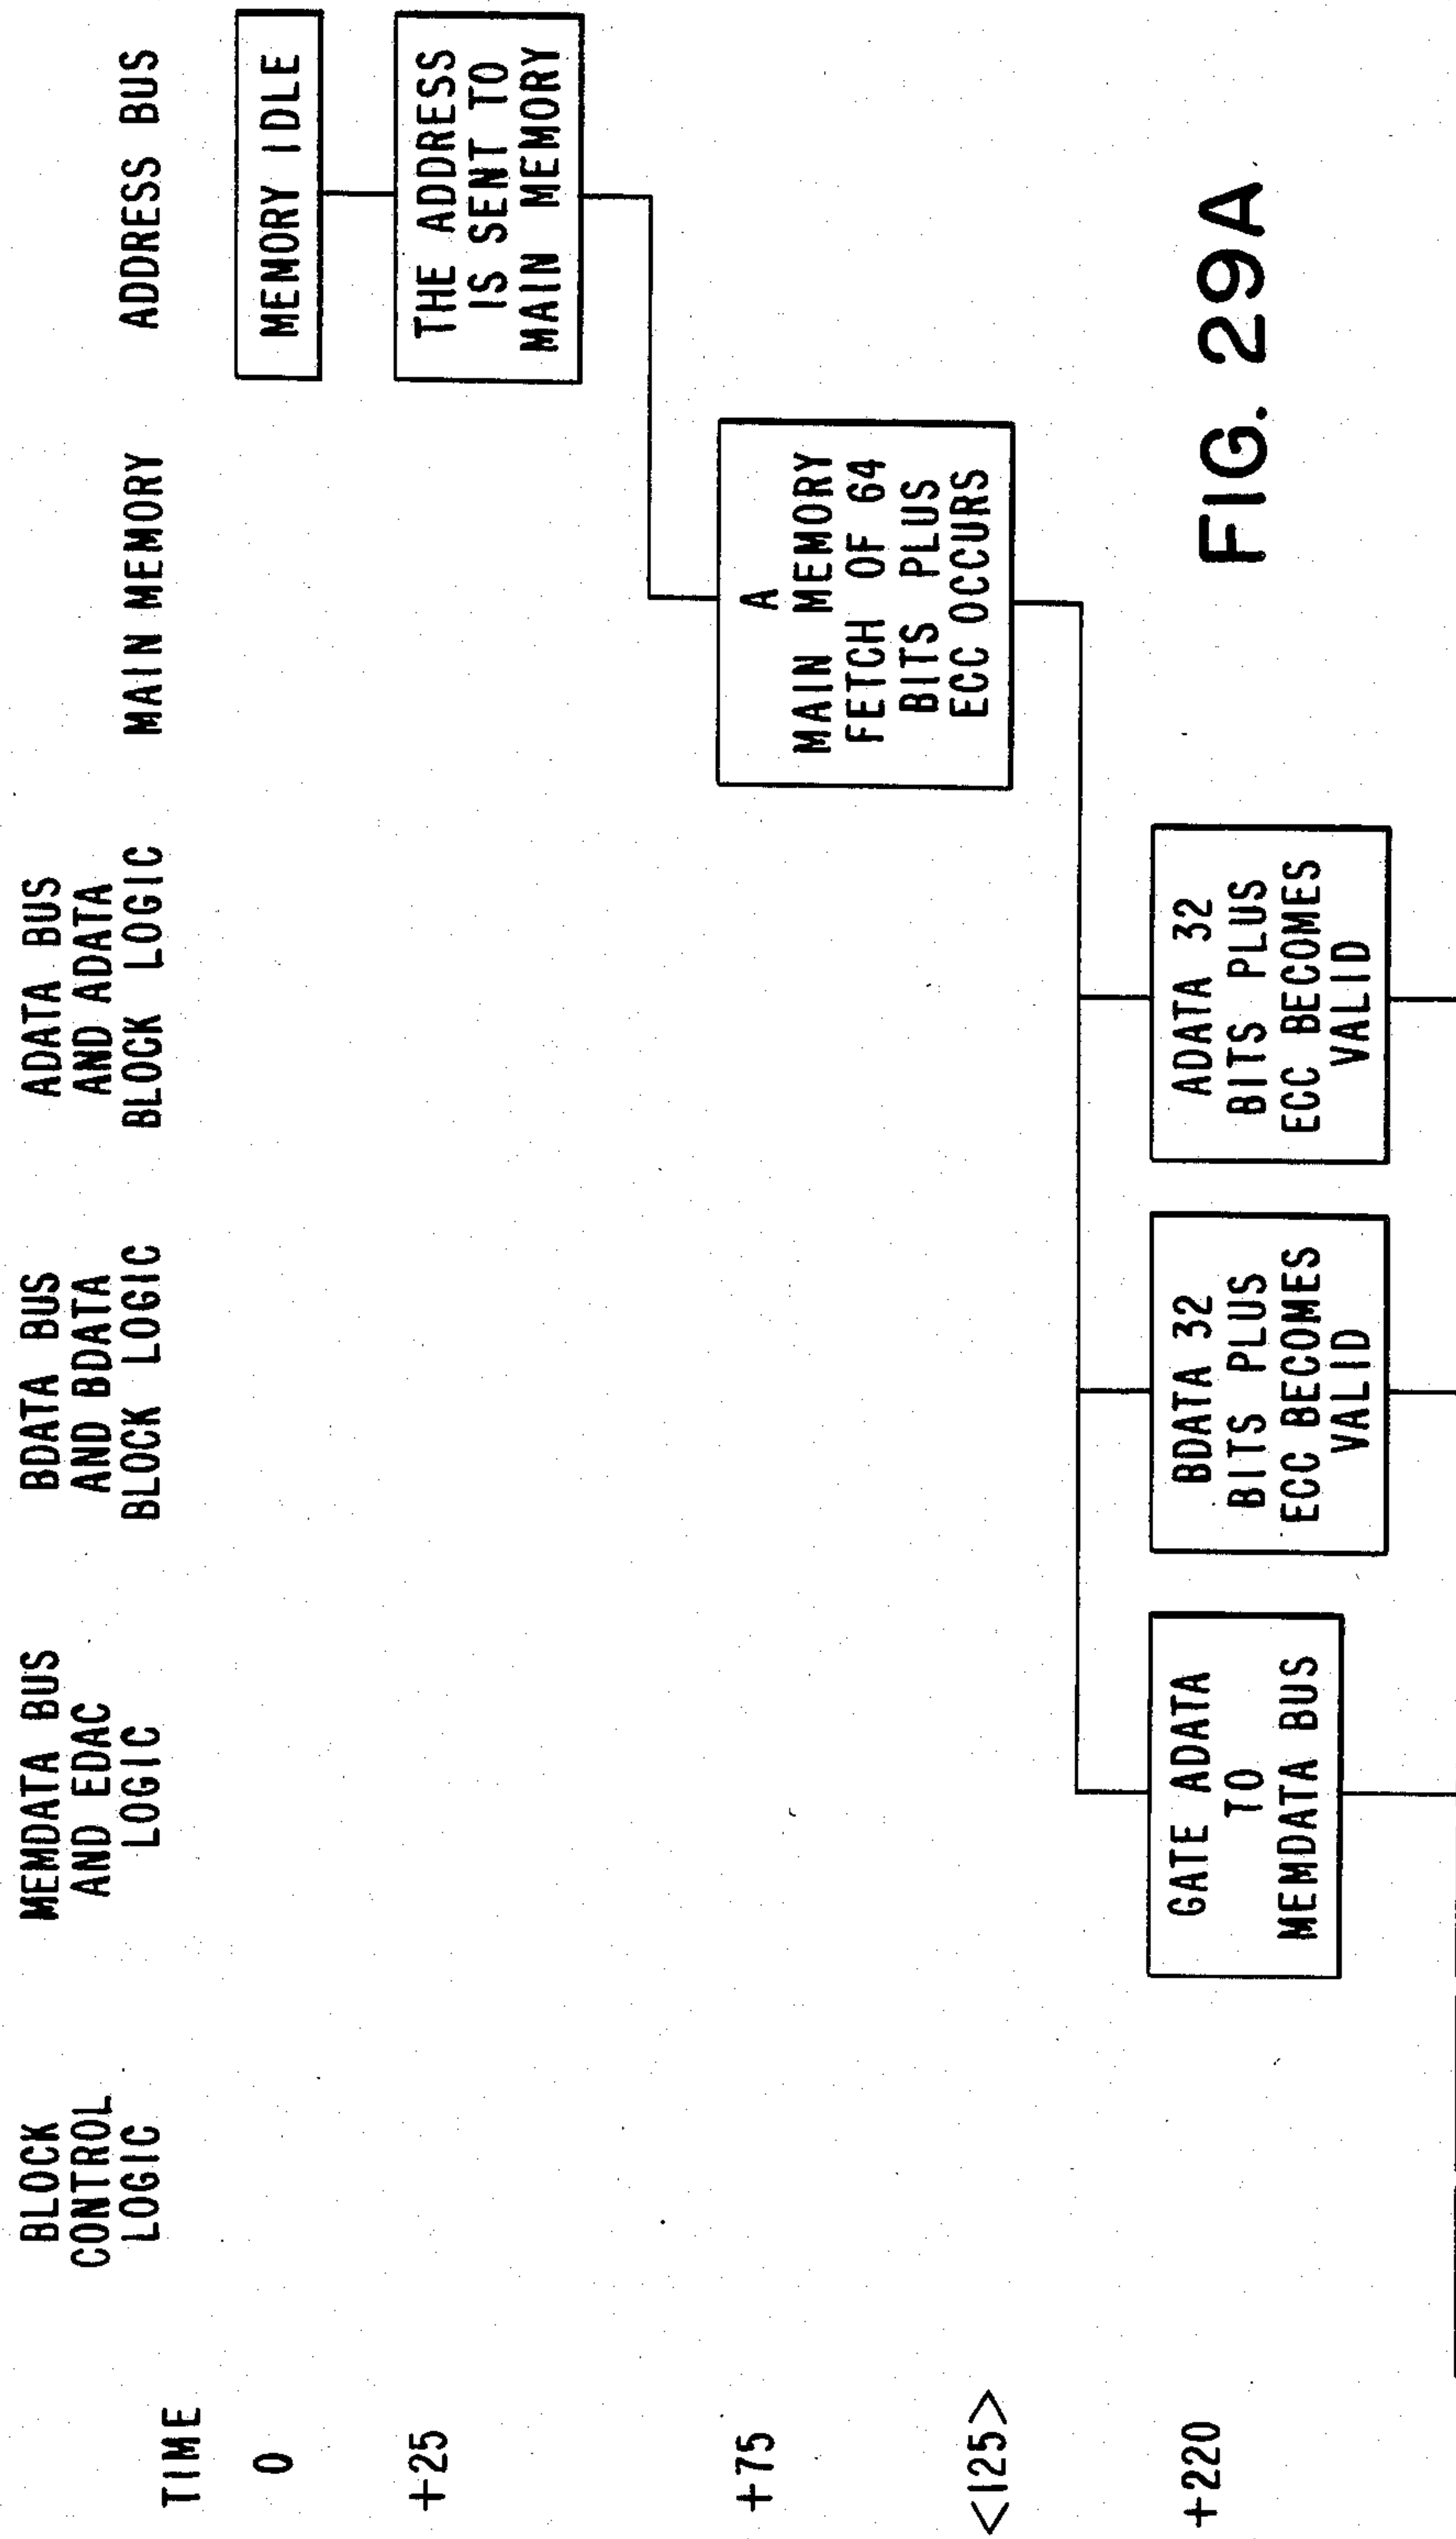 TIME
BLOCK
CONTROL
LOGIC
MEMDATA BUS
AND EDAC
LOGIC
BDATA BUS
AND BDATA
BLOCK LOGIC
ADATA BUS
AND ADATA
BLOCK LOGIC
MAIN MEMORY
ADDRESS BUS
0
MEMORY IDLE
+25
THE ADDRESS
IS SENT TO
MAIN MEMORY
+75
A
MAIN MEMORY
FETCH OF 64
BITS PLUS
ECC OCCURS
<125>
+220
GATE ADATA
TO
MEMDATA BUS
BDATA 32
BITS PLUS
ECC BECOMES
VALID
ADATA 32
BITS PLUS
ECC BECOMES
VALID
FIG. 29A